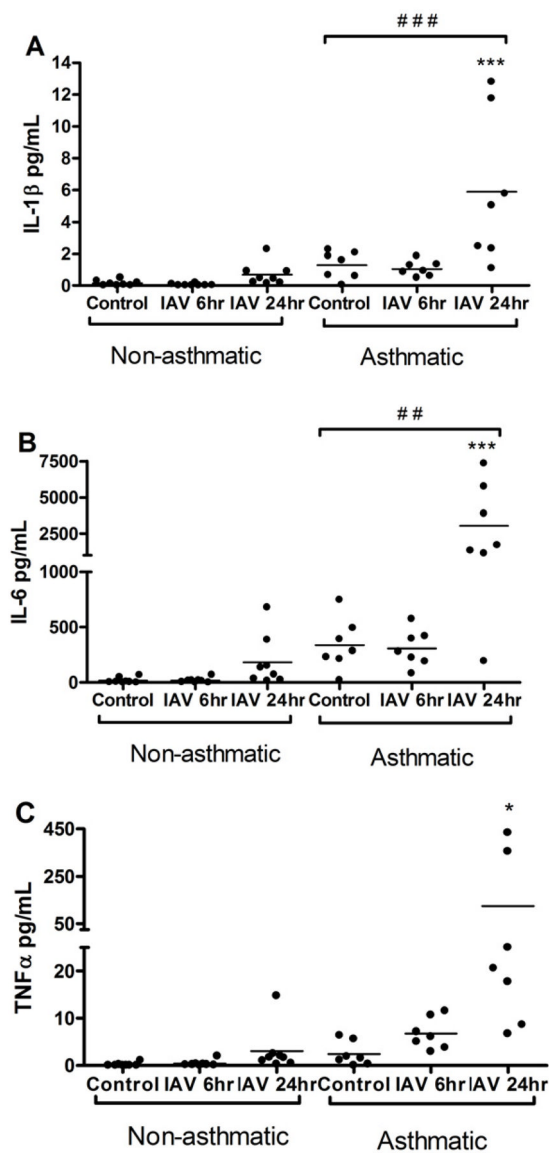 A
# # #
***
IL-1β pg/mL
14
12
10
8
6
4
2
0
Control IAV 6hr IAV 24hr Control IAV 6hr IAV 24hr
Non-asthmatic Asthmatic
B
# #
***
IL-6 pg/mL
7500
5000
2500
1000
500
0
Control IAV 6hr IAV 24hr Control IAV 6hr IAV 24hr
Non-asthmatic Asthmatic
C
*
TNFα pg/mL
450
250
50
20
10
0
Control IAV 6hr IAV 24hr Control IAV 6hr IAV 24hr
Non-asthmatic Asthmatic